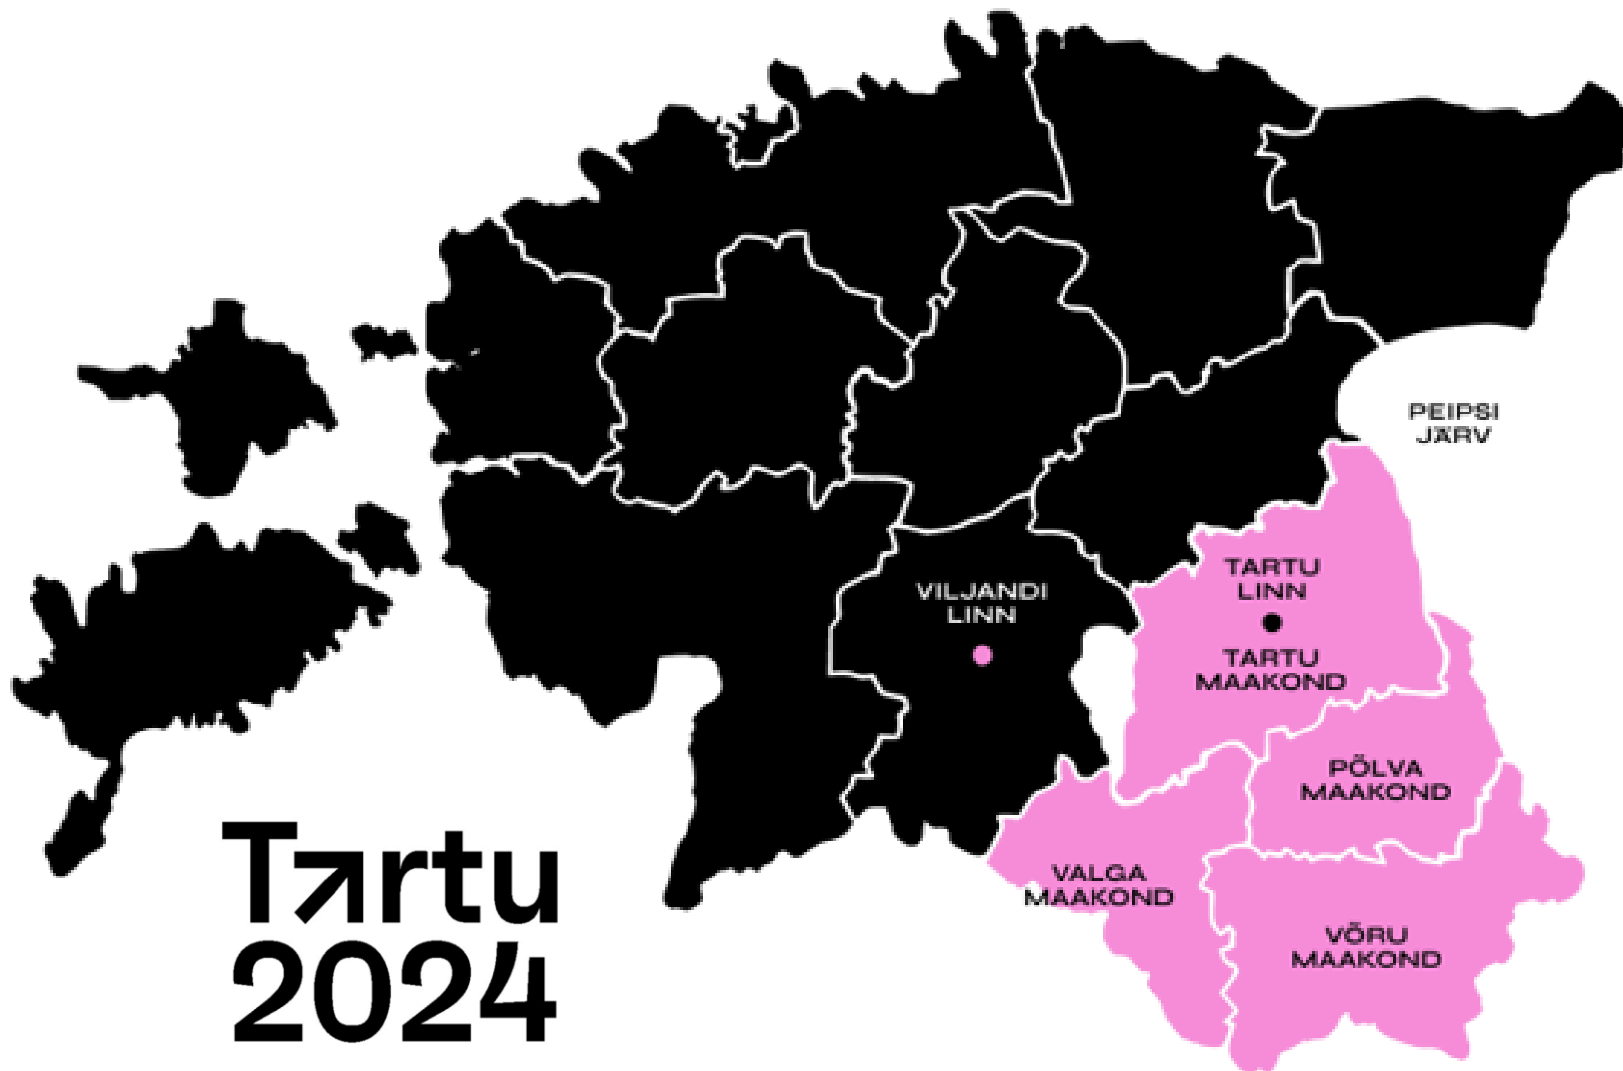 PEIPSI
JÄRV
TARTU
LINN
VILJANDI
LINN
TARTU
MAAKOND
PÕLVA
MAAKOND
VALGA
MAAKOND
VÕRU
MAAKOND
Tartu
2024